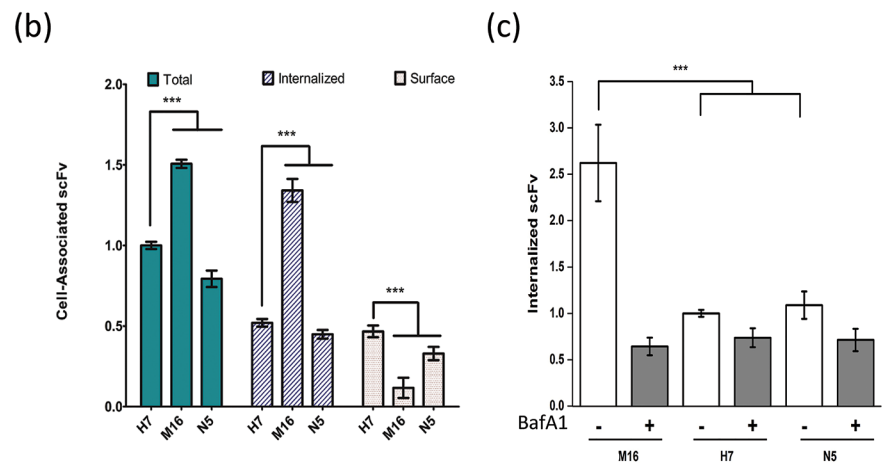 (b)
Total Internalized Surface
Cell-Associated scFv
2.0
1.5
1.0
0.5
0.0
***
***
***
H7 M16 N5 H7 M16 N5 H7 M16 N5
(c)
Internalized scFv
3.5
3.0
2.5
2.0
1.5
1.0
0.5
0.0
***
BafA1 - + - + - +
M16 H7 N5